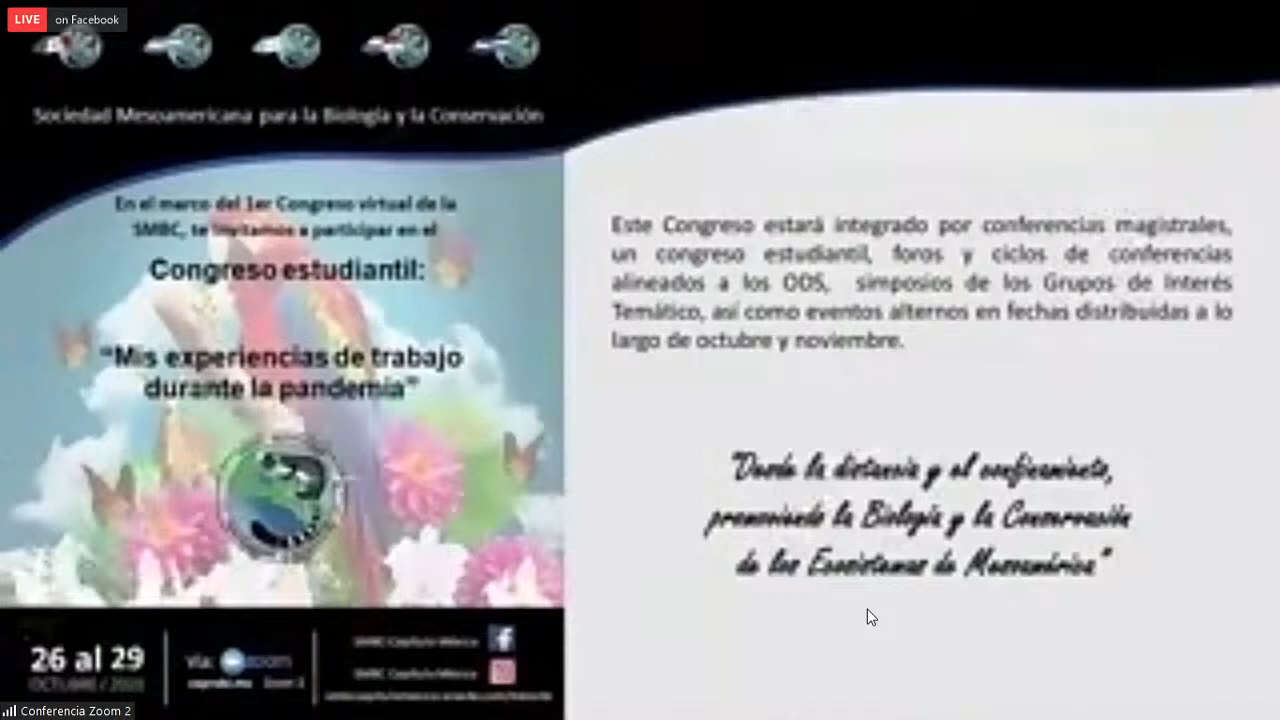 LIVE on Facebook
Sociedad Mesoamericana para la Biología y la Conservación
En el marco del 1er Congreso virtual de la
SMBC, te invitamos a participar en el
Congreso estudiantil:
“Mis experiencias de trabajo
durante la pandemia”
26 al 29
OCTUBRE / 2020
vía: zoom
Zoom 2
SMBC Capítulo México
SMBC Capítulo México
Este Congreso estará integrado por conferencias magistrales,
un congreso estudiantil, foros y ciclos de conferencias
alineados a los ODS, simposios de los Grupos de Interés
Temático, así como eventos alternos en fechas distribuidas a lo
largo de octubre y noviembre.
"Desde la distancia y el confinamiento,
promoviendo la Biología y la Conservación
de los Ecosistemas de Mesoamérica"
Conferencia Zoom 2